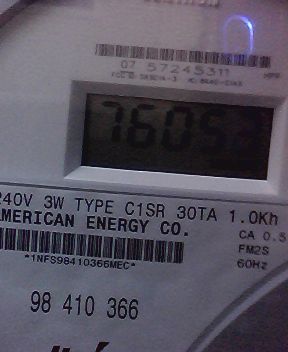 07 57245311
76052
240V 3W TYPE C1SR 30TA 1.0Kh
AMERICAN ENERGY CO.
CA 0.5
FM2S
*1NFS98410366MEC*
60Hz
98 410 366